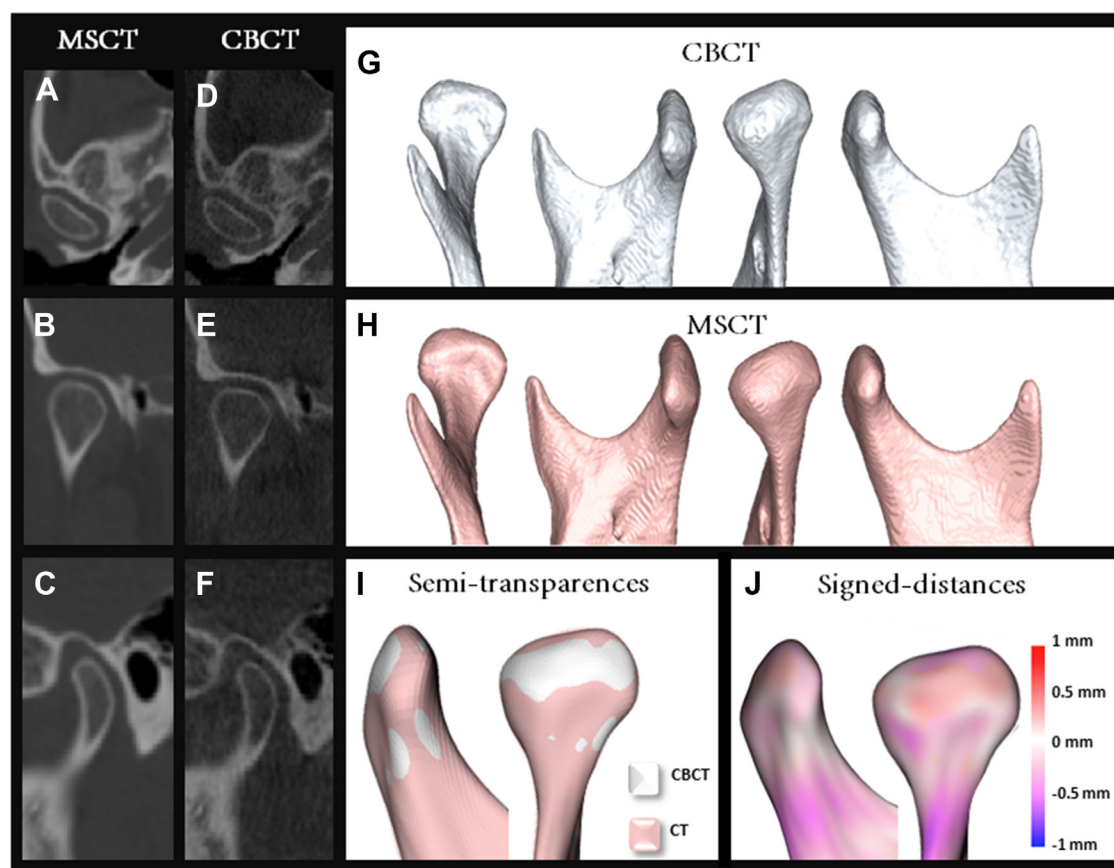 MSCT
CBCT
A
D
B
E
C
F
G
CBCT
H
MSCT
I
Semi-transparences
CBCT
CT
J
Signed-distances
1 mm
0.5 mm
0 mm
-0.5 mm
-1 mm